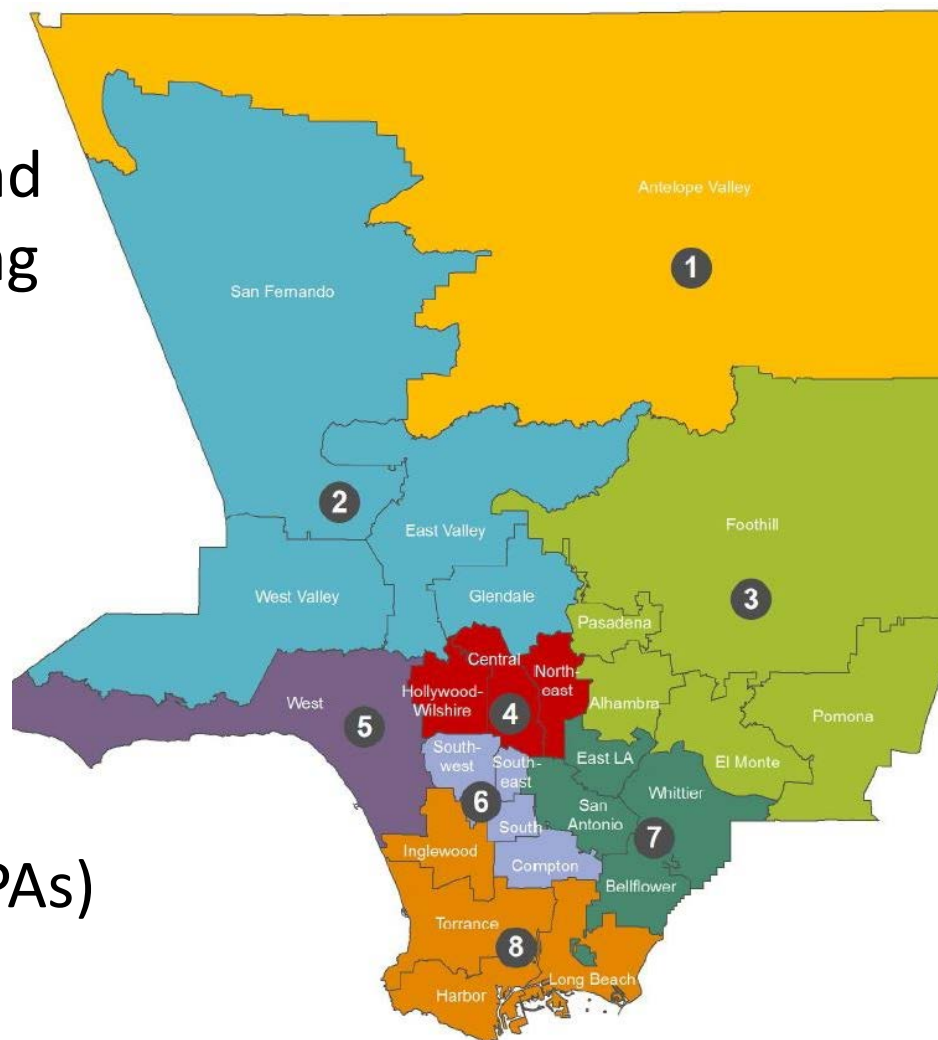 nd
ng
PAs)
Antelope Valley
1
San Fernando
2
East Valley
West Valley
Glendale
Foothill
3
Pasadena
Alhambra
El Monte
Pomona
Central
North-
east
Hollywood-
Wilshire
4
West
5
South-
west
South-
east
6
South
Compton
East LA
Whittier
San
Antonio
7
Bellflower
Inglewood
Torrance
8
Harbor
Long Beach